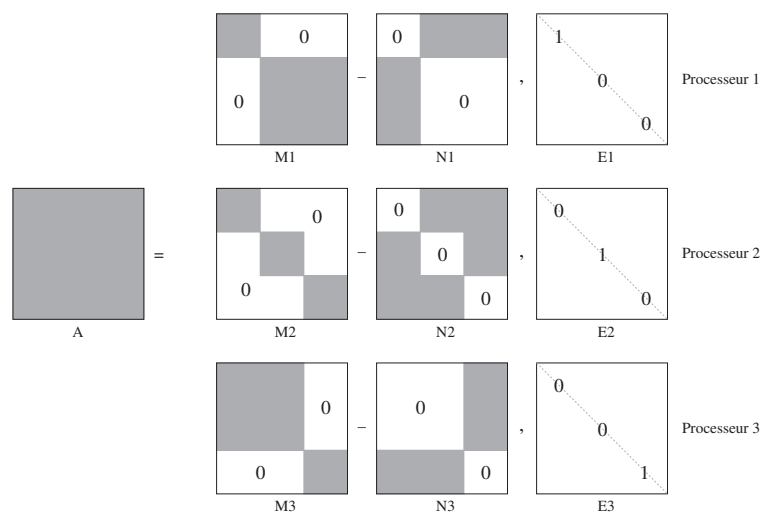 0 0 1
0 – 0 , 0 0 Processeur 1
M1 N1 E1
0 0 0
= – 0 , 1 Processeur 2
0 0 0
A M2 N2 E2
0 0 0
– , 0 Processeur 3
0 0 1
M3 N3 E3